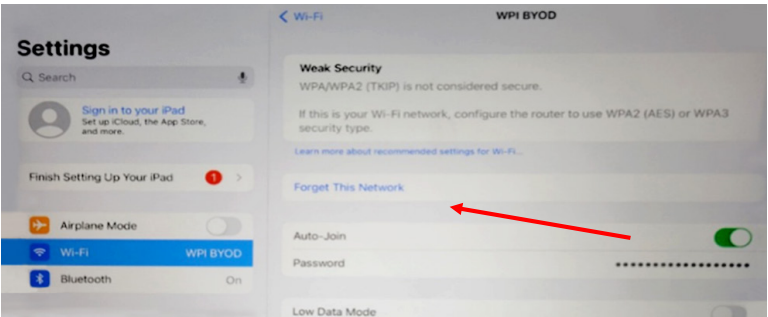 Settings
Search
Sign in to your iPad
Set up iCloud, the App Store,
and more.
Finish Setting Up Your iPad 1
Airplane Mode
Wi-Fi WPI BYOD
Bluetooth On
Wi-Fi
WPI BYOD
Weak Security
WPA/WPA2 (TKIP) is not considered secure.
If this is your Wi-Fi network, configure the router to use WPA2 (AES) or WPA3
security type.
Learn more about recommended settings for Wi-Fi...
Forget This Network
Auto-Join
Password ••••••••••••••••••
Low Data Mode